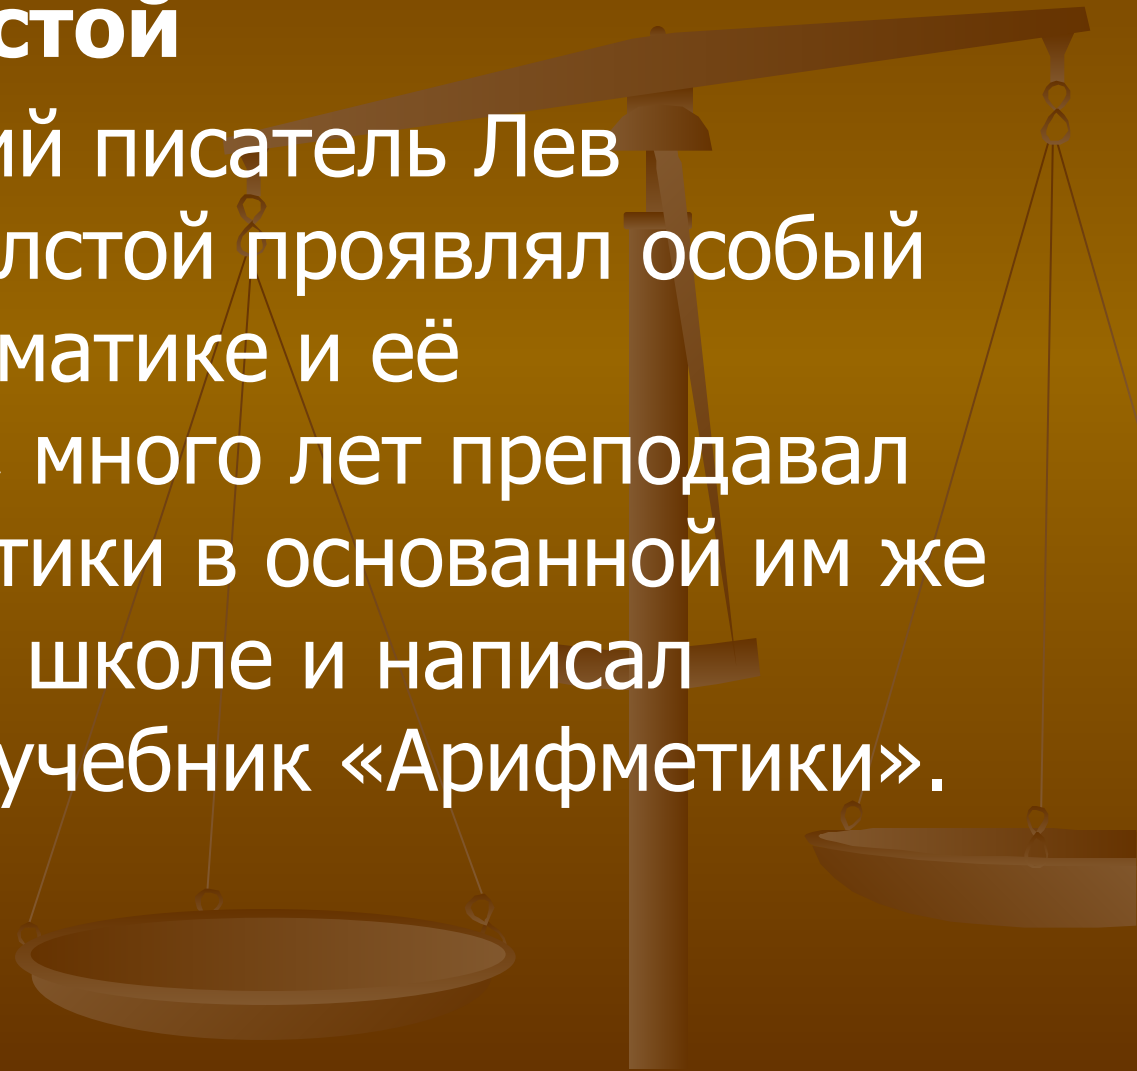 стой
ий писатель Лев
лстой проявлял особый
матике и её
, много лет преподавал
тики в основанной им же
школе и написал
учебник «Арифметики».